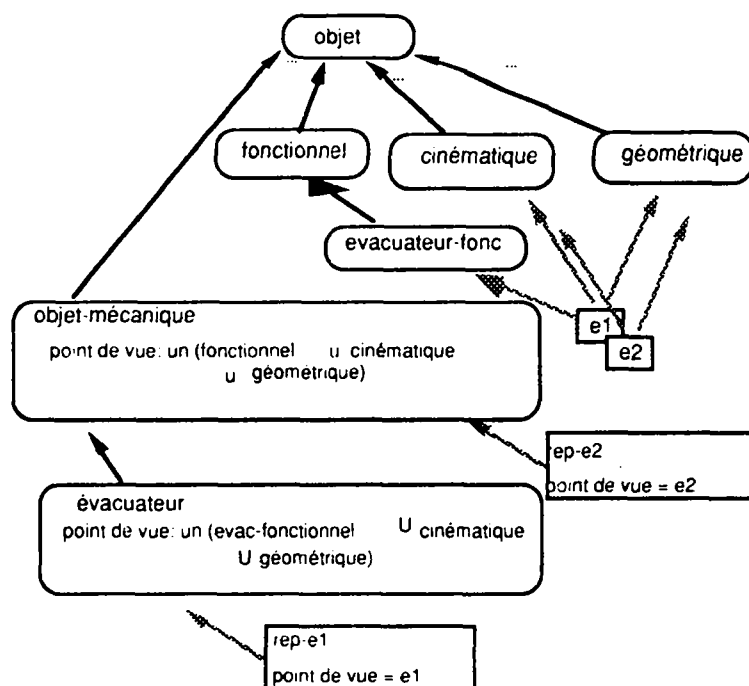 objet
...
...
...
fonctionnel
cinématique
géométrique
evacuateur-fonc
e1
e2
objet-mécanique
point de vue: un (fonctionnel u cinématique
u géométrique)
rep-e2
point de vue = e2
évacuateur
point de vue: un (evac-fonctionnel U cinématique
U géométrique)
rep-e1
point de vue = e1